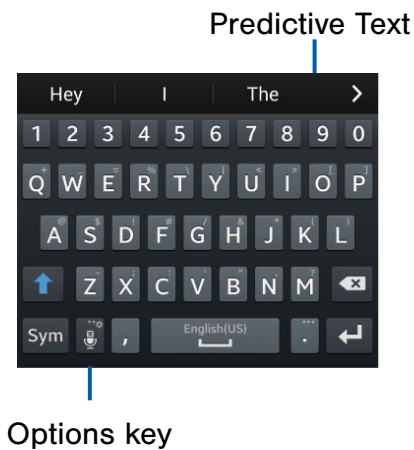 Predictive Text
Hey I The
1 2 3 4 5 6 7 8 9 0
Q W E R T Y U I O P
A S D F G H J K L
Z X C V B N M
Sym , English(US) .
Options key